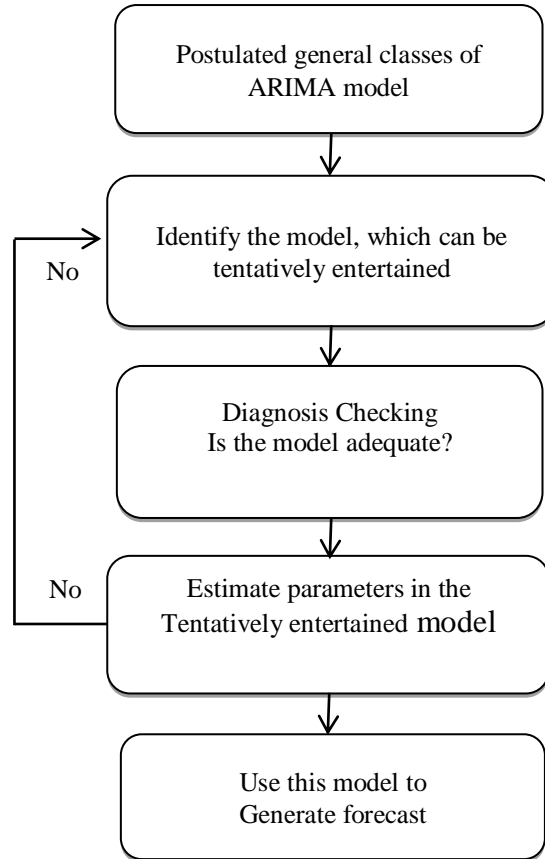 Postulated general classes of
ARIMA model
Identify the model, which can be
tentatively entertained
No
Diagnosis Checking
Is the model adequate?
No
Estimate parameters in the
Tentatively entertained model
Use this model to
Generate forecast